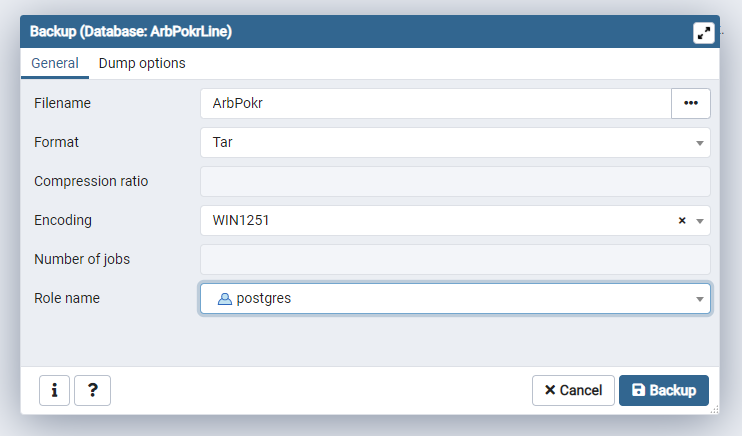 Backup (Database: ArbPokrLine)
General Dump options
Filename ArbPokr •••
Format Tar
Compression ratio
Encoding WIN1251 ×
Number of jobs
Role name postgres
i ? × Cancel Backup